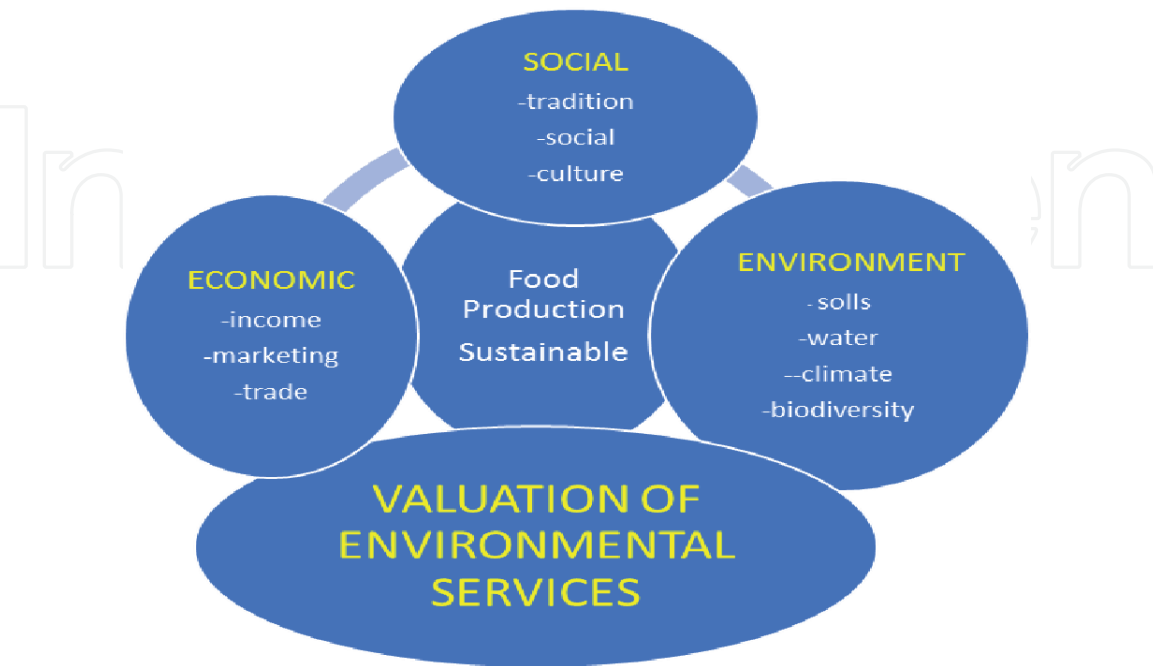 SOCIAL
-tradition
-social
-culture
ECONOMIC
-income
-marketing
-trade
Food
Production
Sustainable
ENVIRONMENT
- solls
-water
--climate
-biodiversity
VALUATION OF
ENVIRONMENTAL
SERVICES